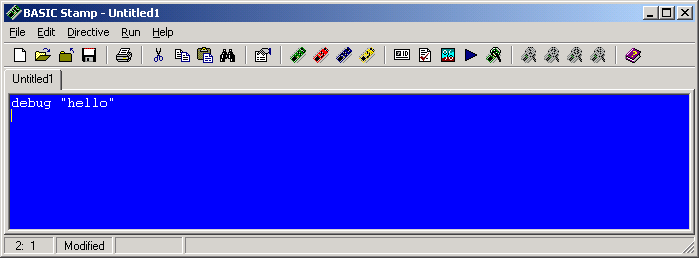 BASIC Stamp - Untitled1
File Edit Directive Run Help
Untitled1
debug "hello"
2: 1 Modified